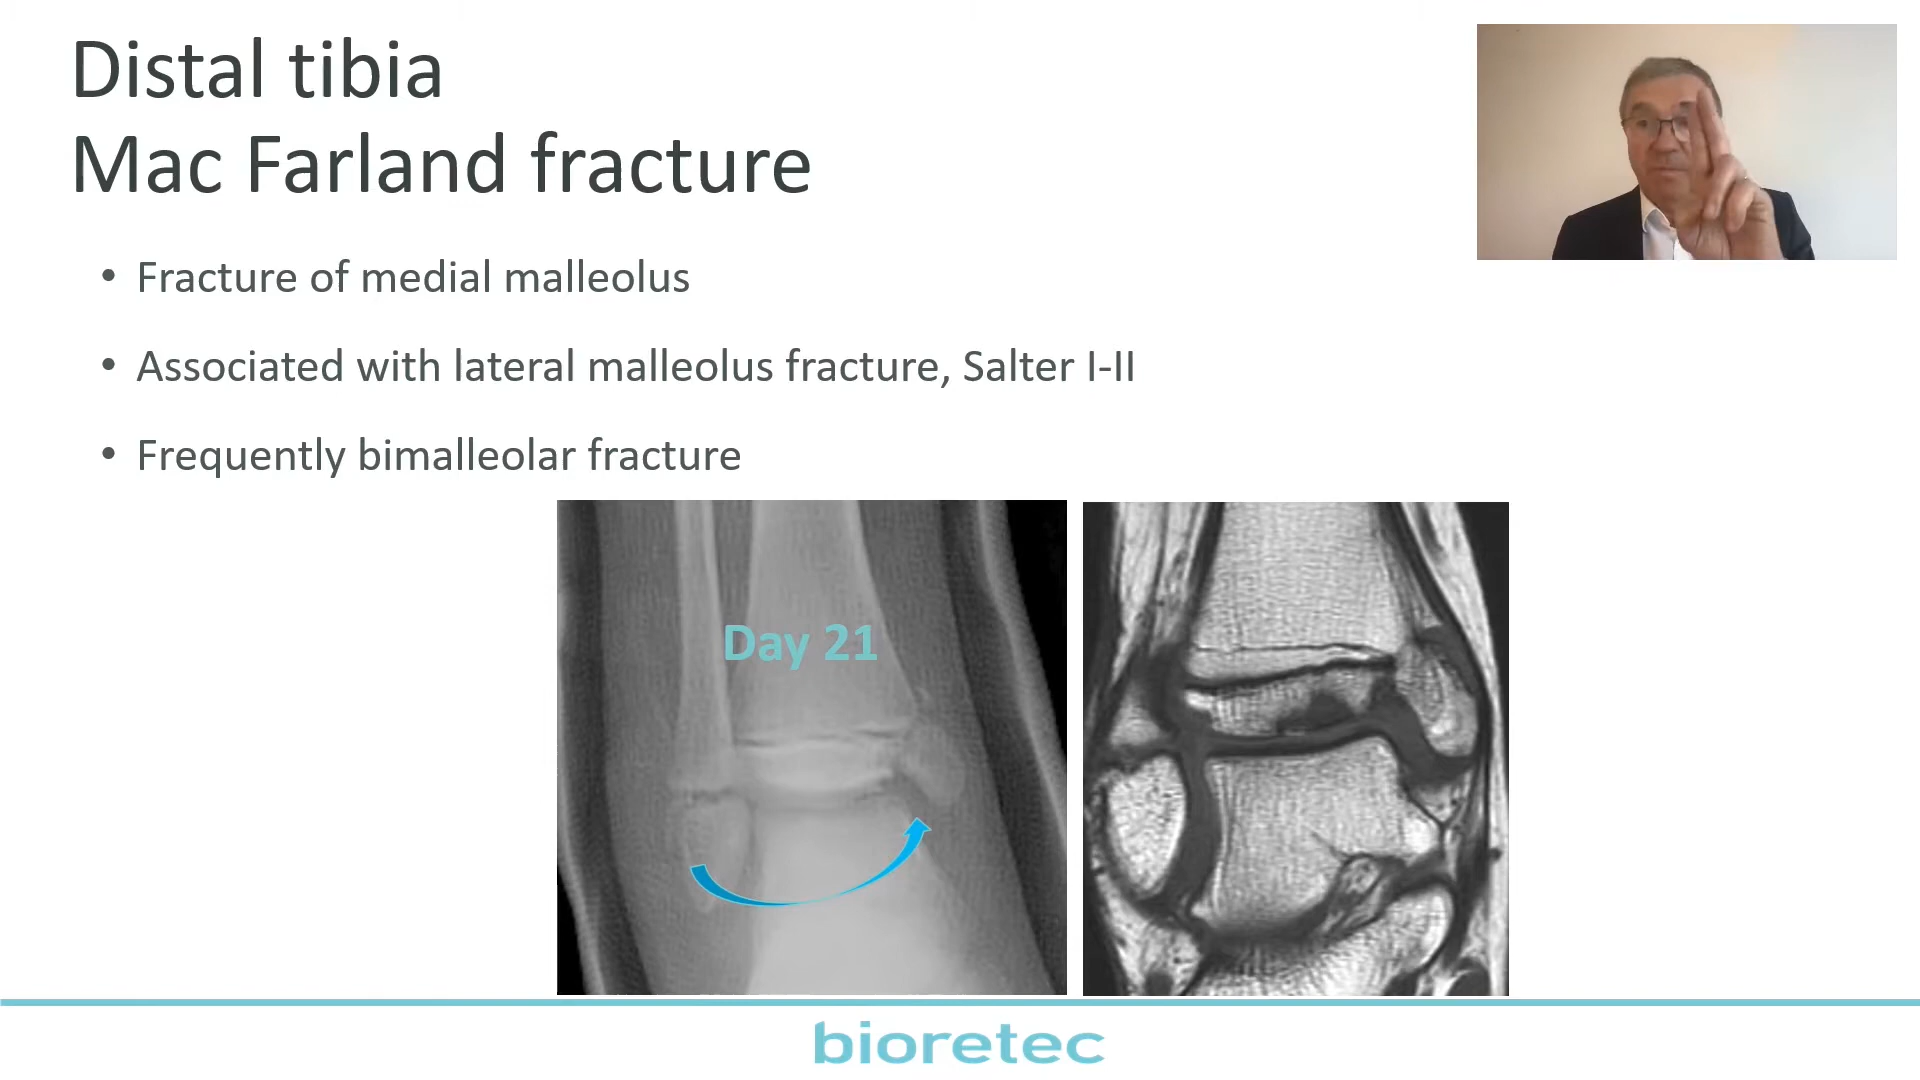 Distal tibia
Mac Farland fracture
• Fracture of medial malleolus
• Associated with lateral malleolus fracture, Salter I-II
• Frequently bimalleolar fracture
Day 21
bioretec